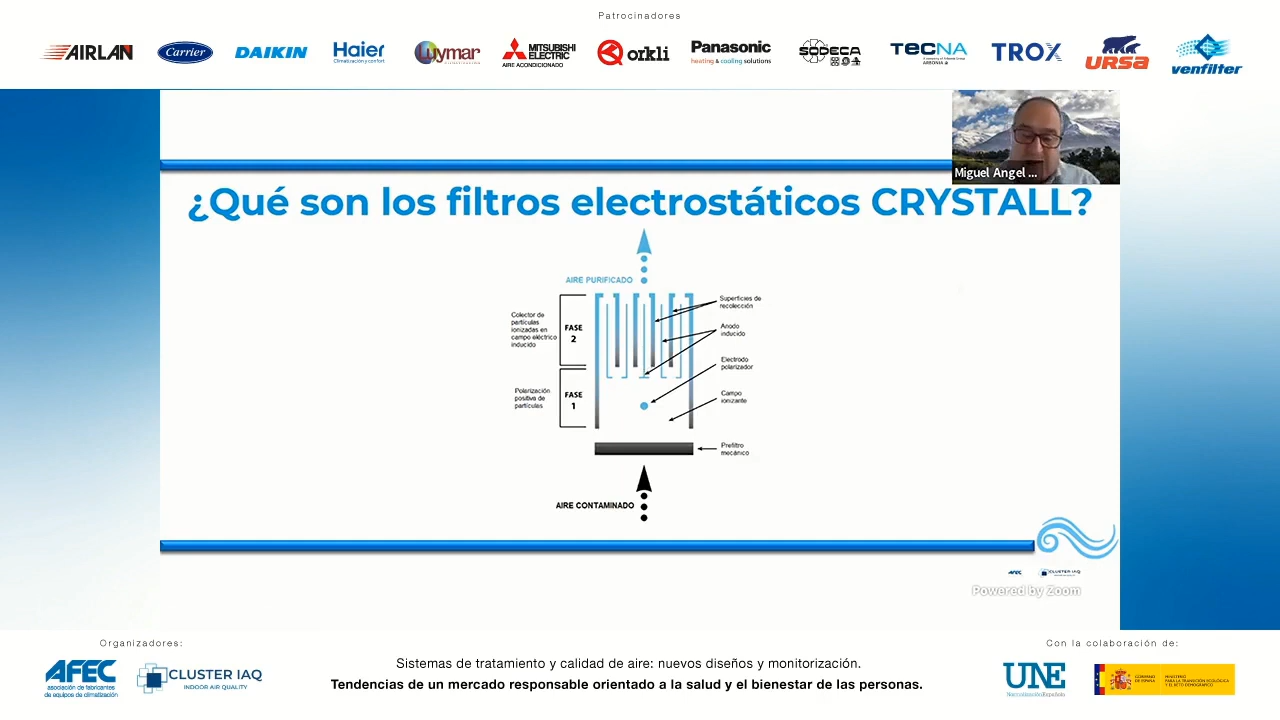 Patrocinadores
AIRLAN
Carrier
DAIKIN
Haier
Climatización y confort
Luymar
MITSUBISHI
ELECTRIC
AIRE ACONDICIONADO
orkli
Panasonic
heating & cooling solutions
SODECA
TECNA
TROX
URSA
venfilter
Miguel Angel ...
¿Qué son los filtros electrostáticos CRYSTALL?
AIRE PURIFICADO
Colector de
partículas
ionizadas en
campo eléctrico
inducido
FASE
2
Polarización
positiva de
partículas
FASE
1
Superficies de
recolección
Anodo
inducido
Electrodo
polarizador
Campo
ionizante
Prefiltro
mecánico
AIRE CONTAMINADO
AFEC
CLUSTER IAQ
Powered by Zoom
Organizadores:
AFEC
asociación de fabricantes
de equipos de climatización
CLUSTER IAQ
INDOOR AIR QUALITY
Sistemas de tratamiento y calidad de aire: nuevos diseños y monitorización.
Tendencias de un mercado responsable orientado a la salud y el bienestar de las personas.
Con la colaboración de:
UNE
Normalización Española
GOBIERNO
DE ESPAÑA
MINISTERIO
PARA LA TRANSICIÓN ECOLÓGICA
Y EL RETO DEMOGRÁFICO